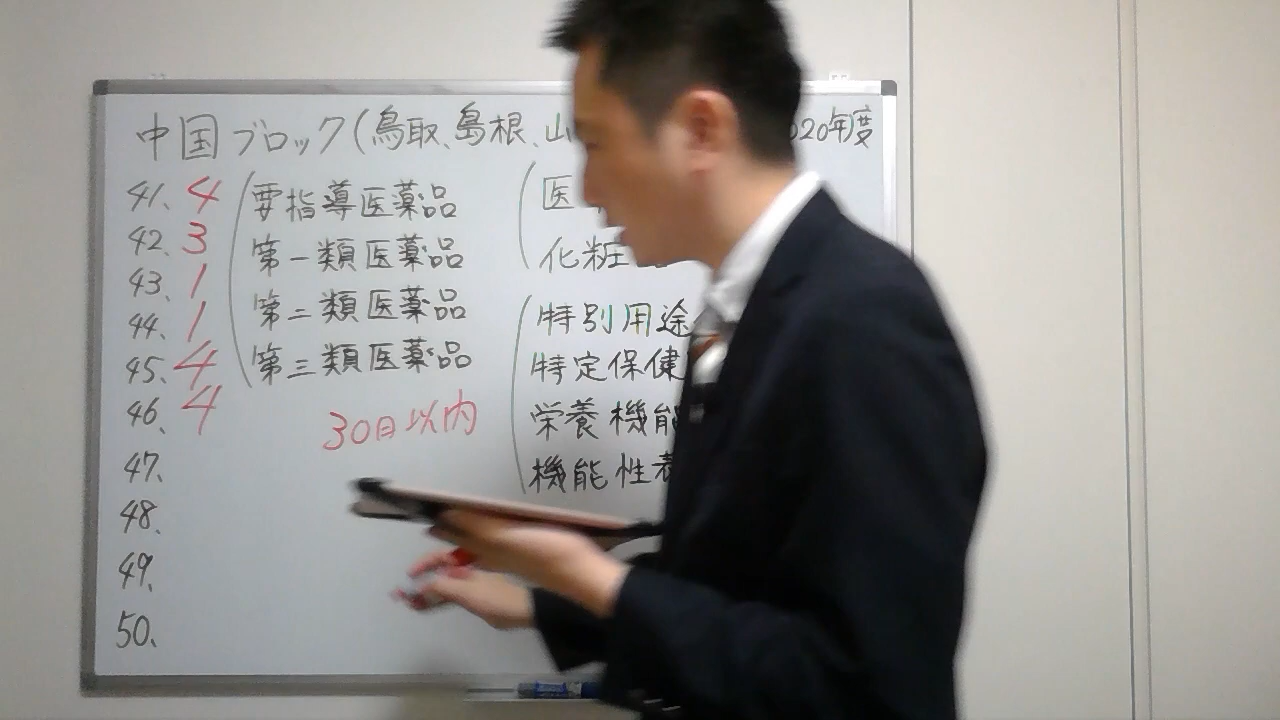 中国ブロック(鳥取、島根、山 020年度
41. 4
42. 3
43. 1
44. 1
45. 4
46. 4
47.
48.
49.
50.
要指導医薬品
第一類医薬品
第二類医薬品
第三類医薬品
30日以内
医
化粧
特別用途
特定保健
栄養機能
機能性表